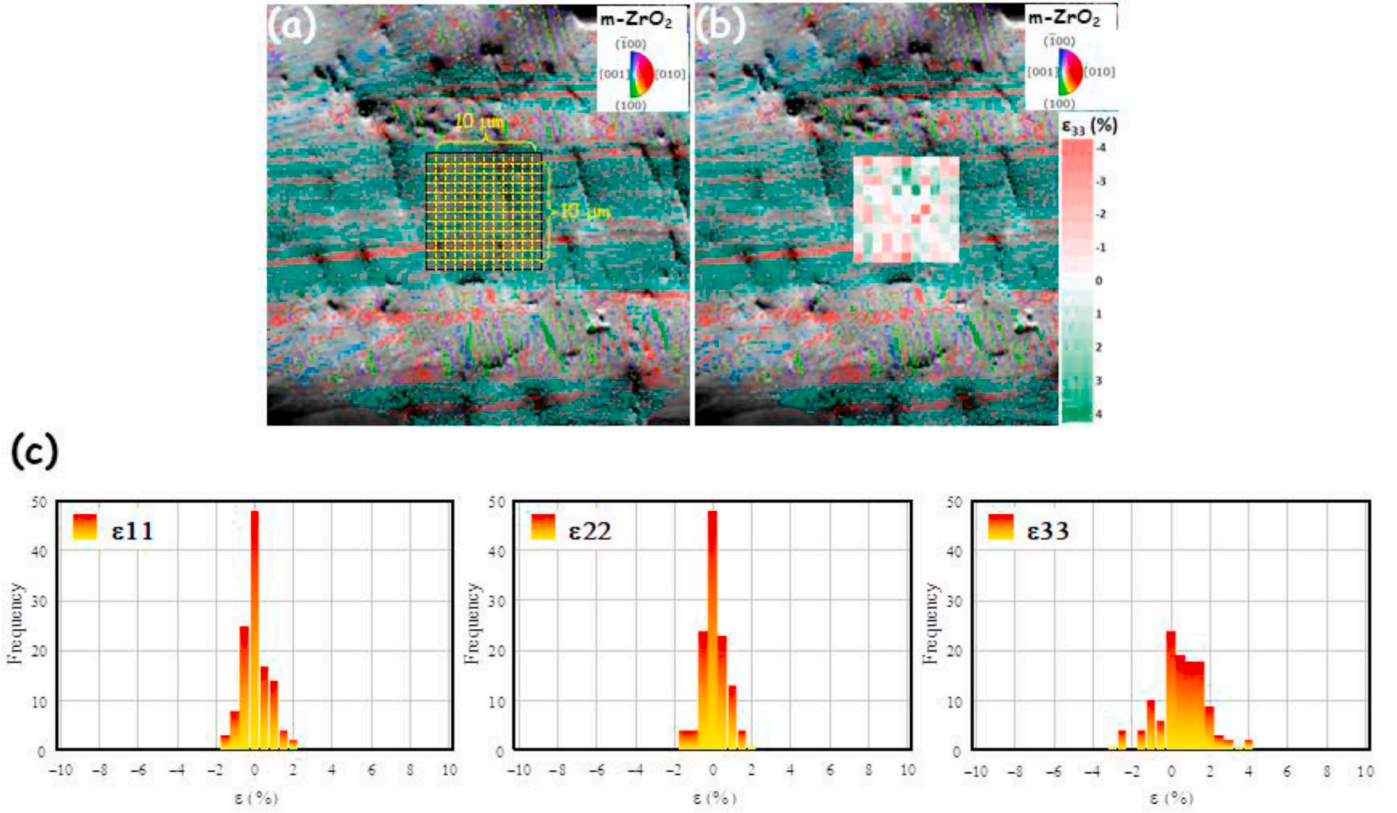 (a)
m-ZrO₂
(1̅00)
[001] [010]
(100)
10 μm
10 μm
(b)
m-ZrO₂
(1̅00)
[001] [010]
(100)
ε₃₃ (%)
-4
-3
-2
-1
0
1
2
3
4
(c)
50
40
30
20
10
0
Frequency
ε11
−10 −8 −6 −4 −2 0 2 4 6 8 10
ε (%)
50
40
30
20
10
0
Frequency
ε22
−10 −8 −6 −4 −2 0 2 4 6 8 10
ε (%)
50
40
30
20
10
0
Frequency
ε33
−10 −8 −6 −4 −2 0 2 4 6 8 10
ε (%)